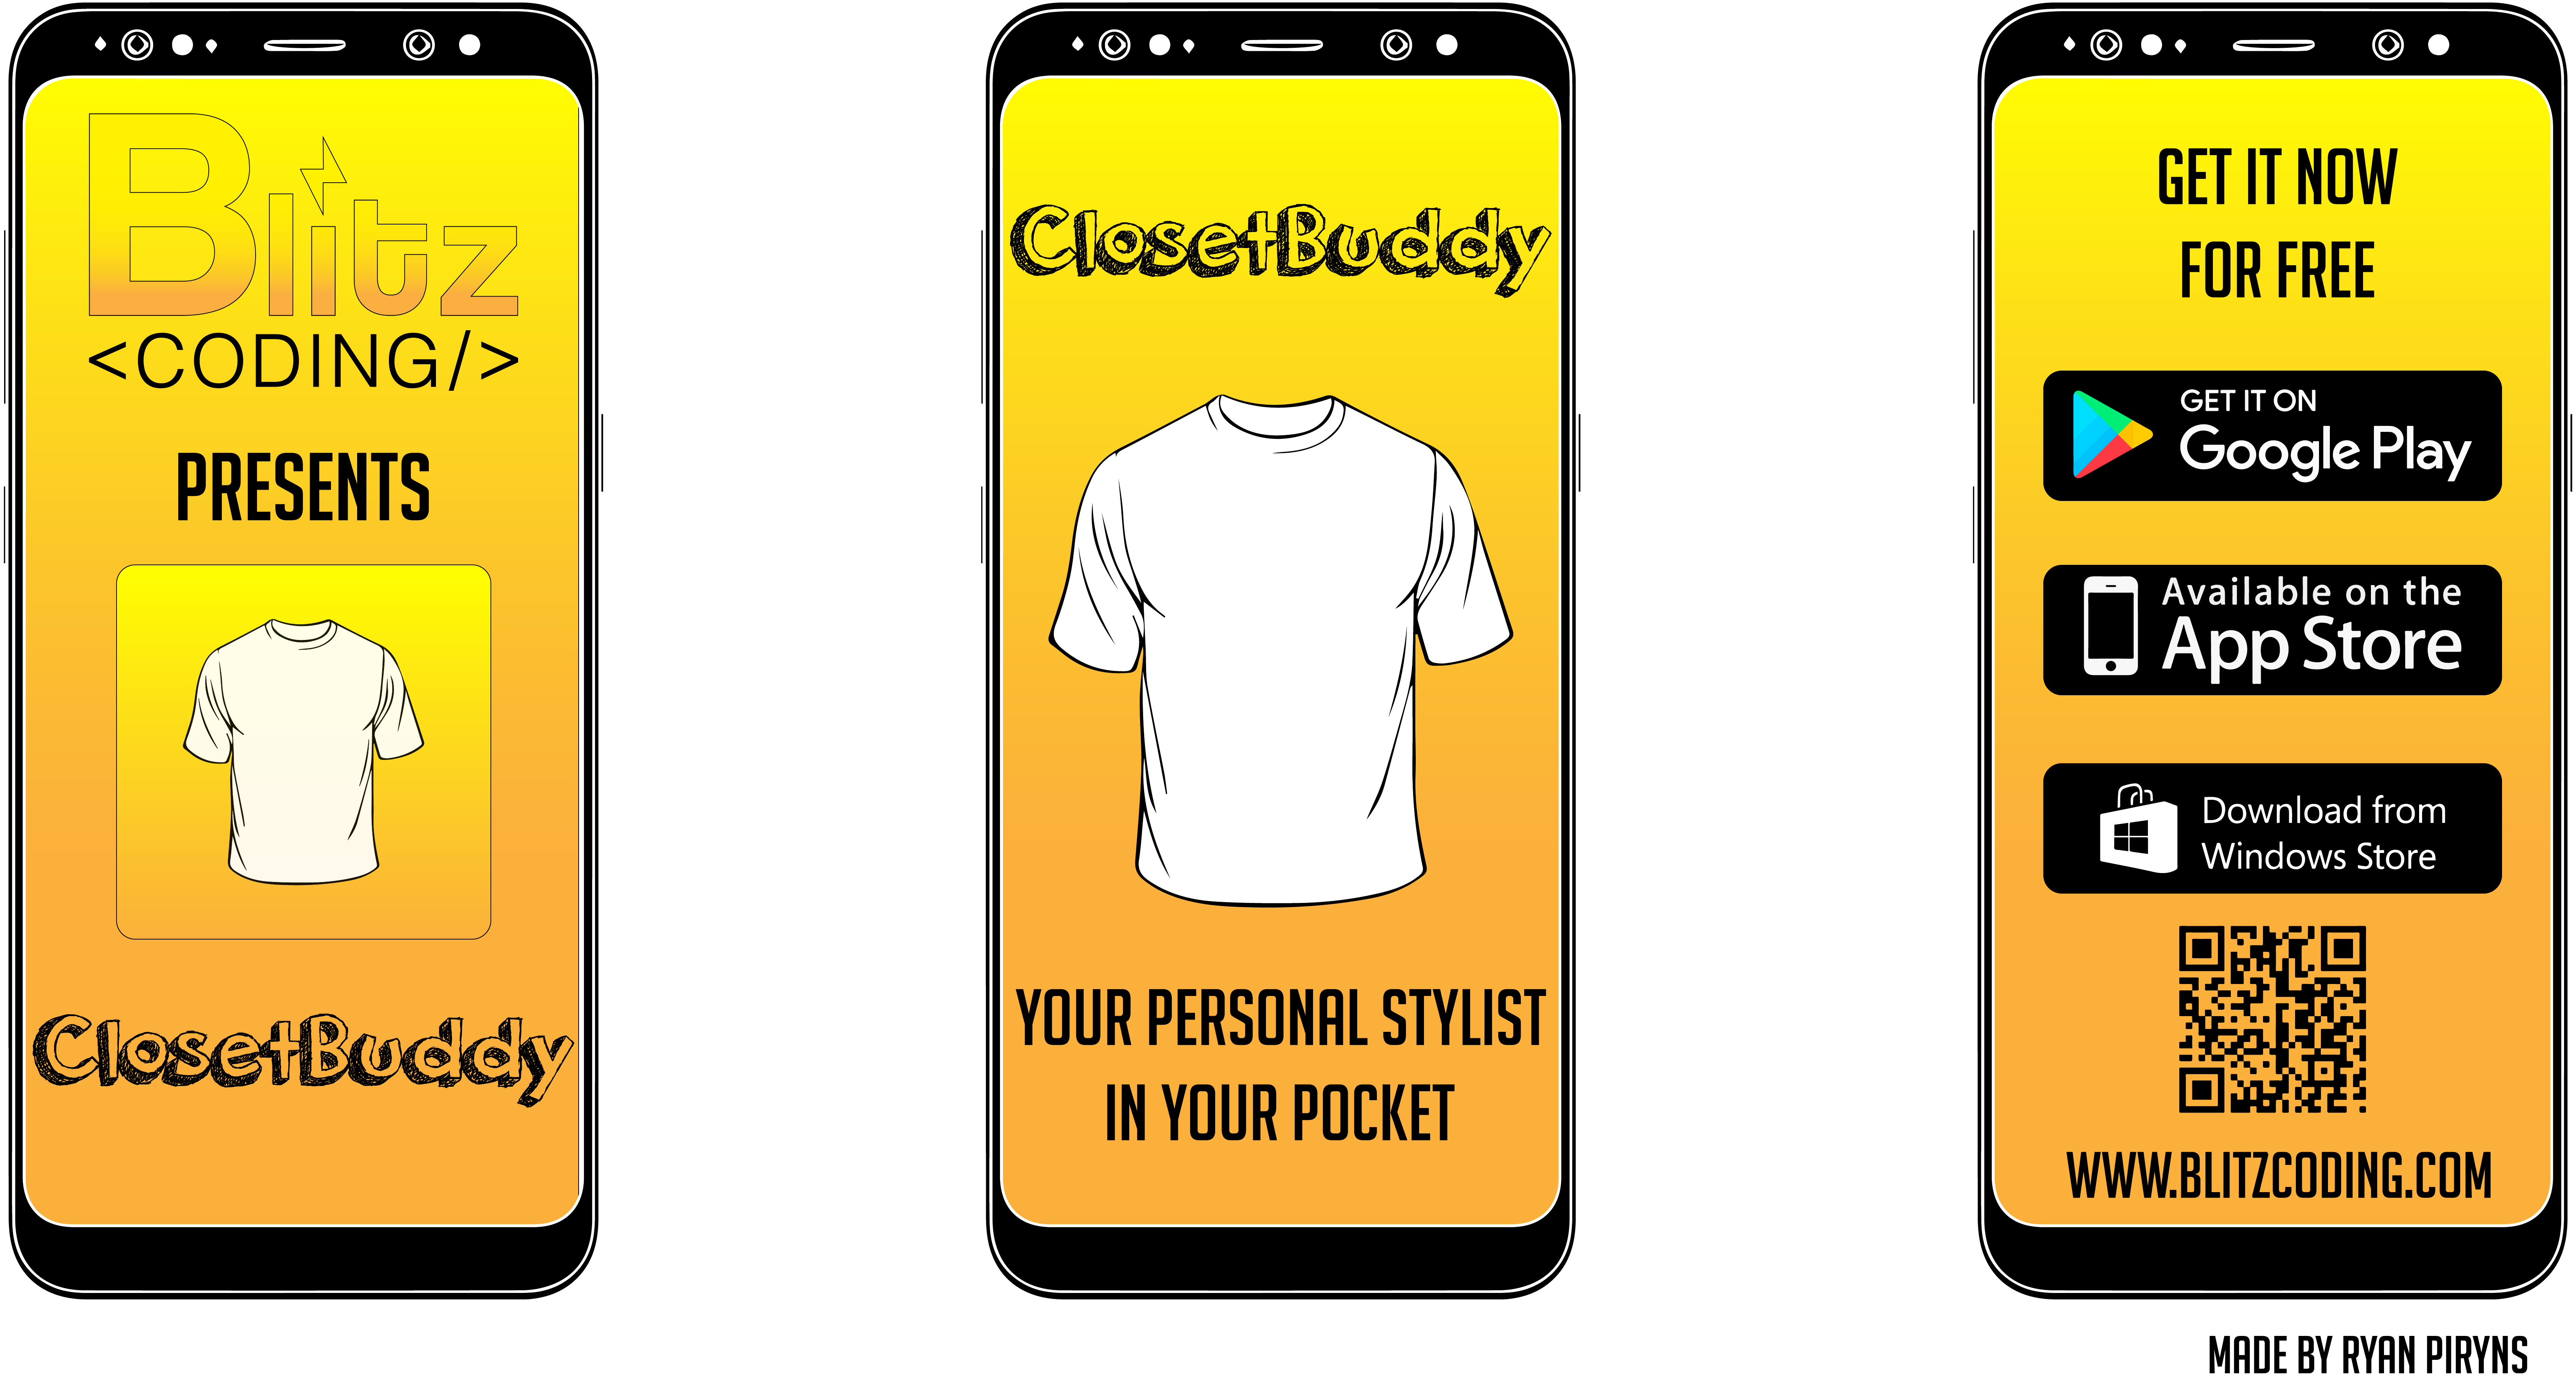 Blitz
<CODING/>
PRESENTS
ClosetBuddy
ClosetBuddy
YOUR PERSONAL STYLIST
IN YOUR POCKET
GET IT NOW
FOR FREE
GET IT ON
Google Play
Available on the
App Store
Download from
Windows Store
WWW.BLITZCODING.COM
MADE BY RYAN PIRYNS